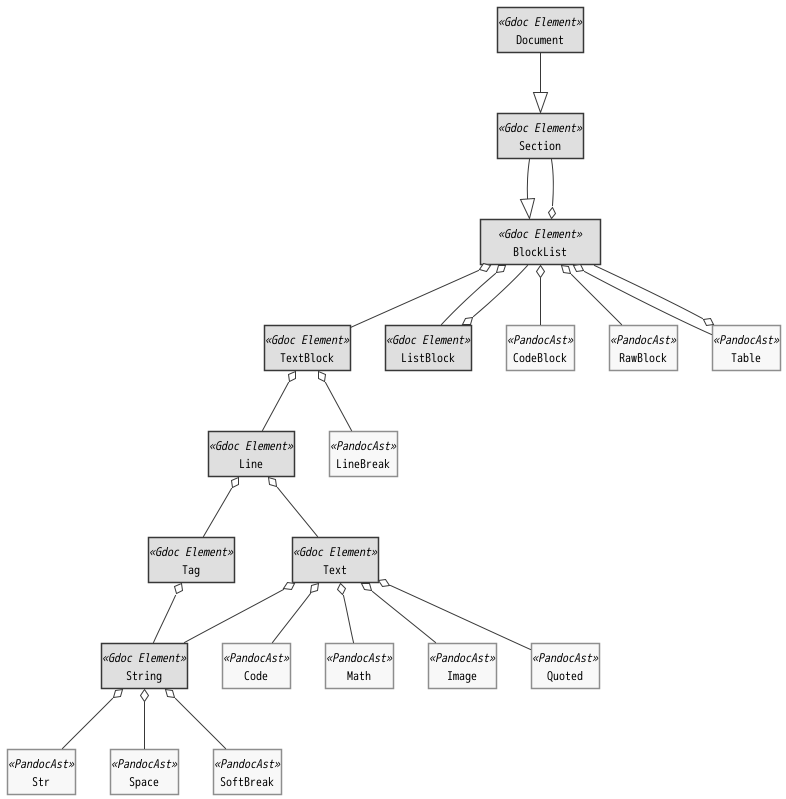 «Gdoc Element»
Document
«Gdoc Element»
Section
«Gdoc Element»
BlockList
«Gdoc Element»
TextBlock
«Gdoc Element»
ListBlock
«PandocAst»
CodeBlock
«PandocAst»
RawBlock
«PandocAst»
Table
«Gdoc Element»
Line
«PandocAst»
LineBreak
«Gdoc Element»
Tag
«Gdoc Element»
Text
«Gdoc Element»
String
«PandocAst»
Code
«PandocAst»
Math
«PandocAst»
Image
«PandocAst»
Quoted
«PandocAst»
Str
«PandocAst»
Space
«PandocAst»
SoftBreak